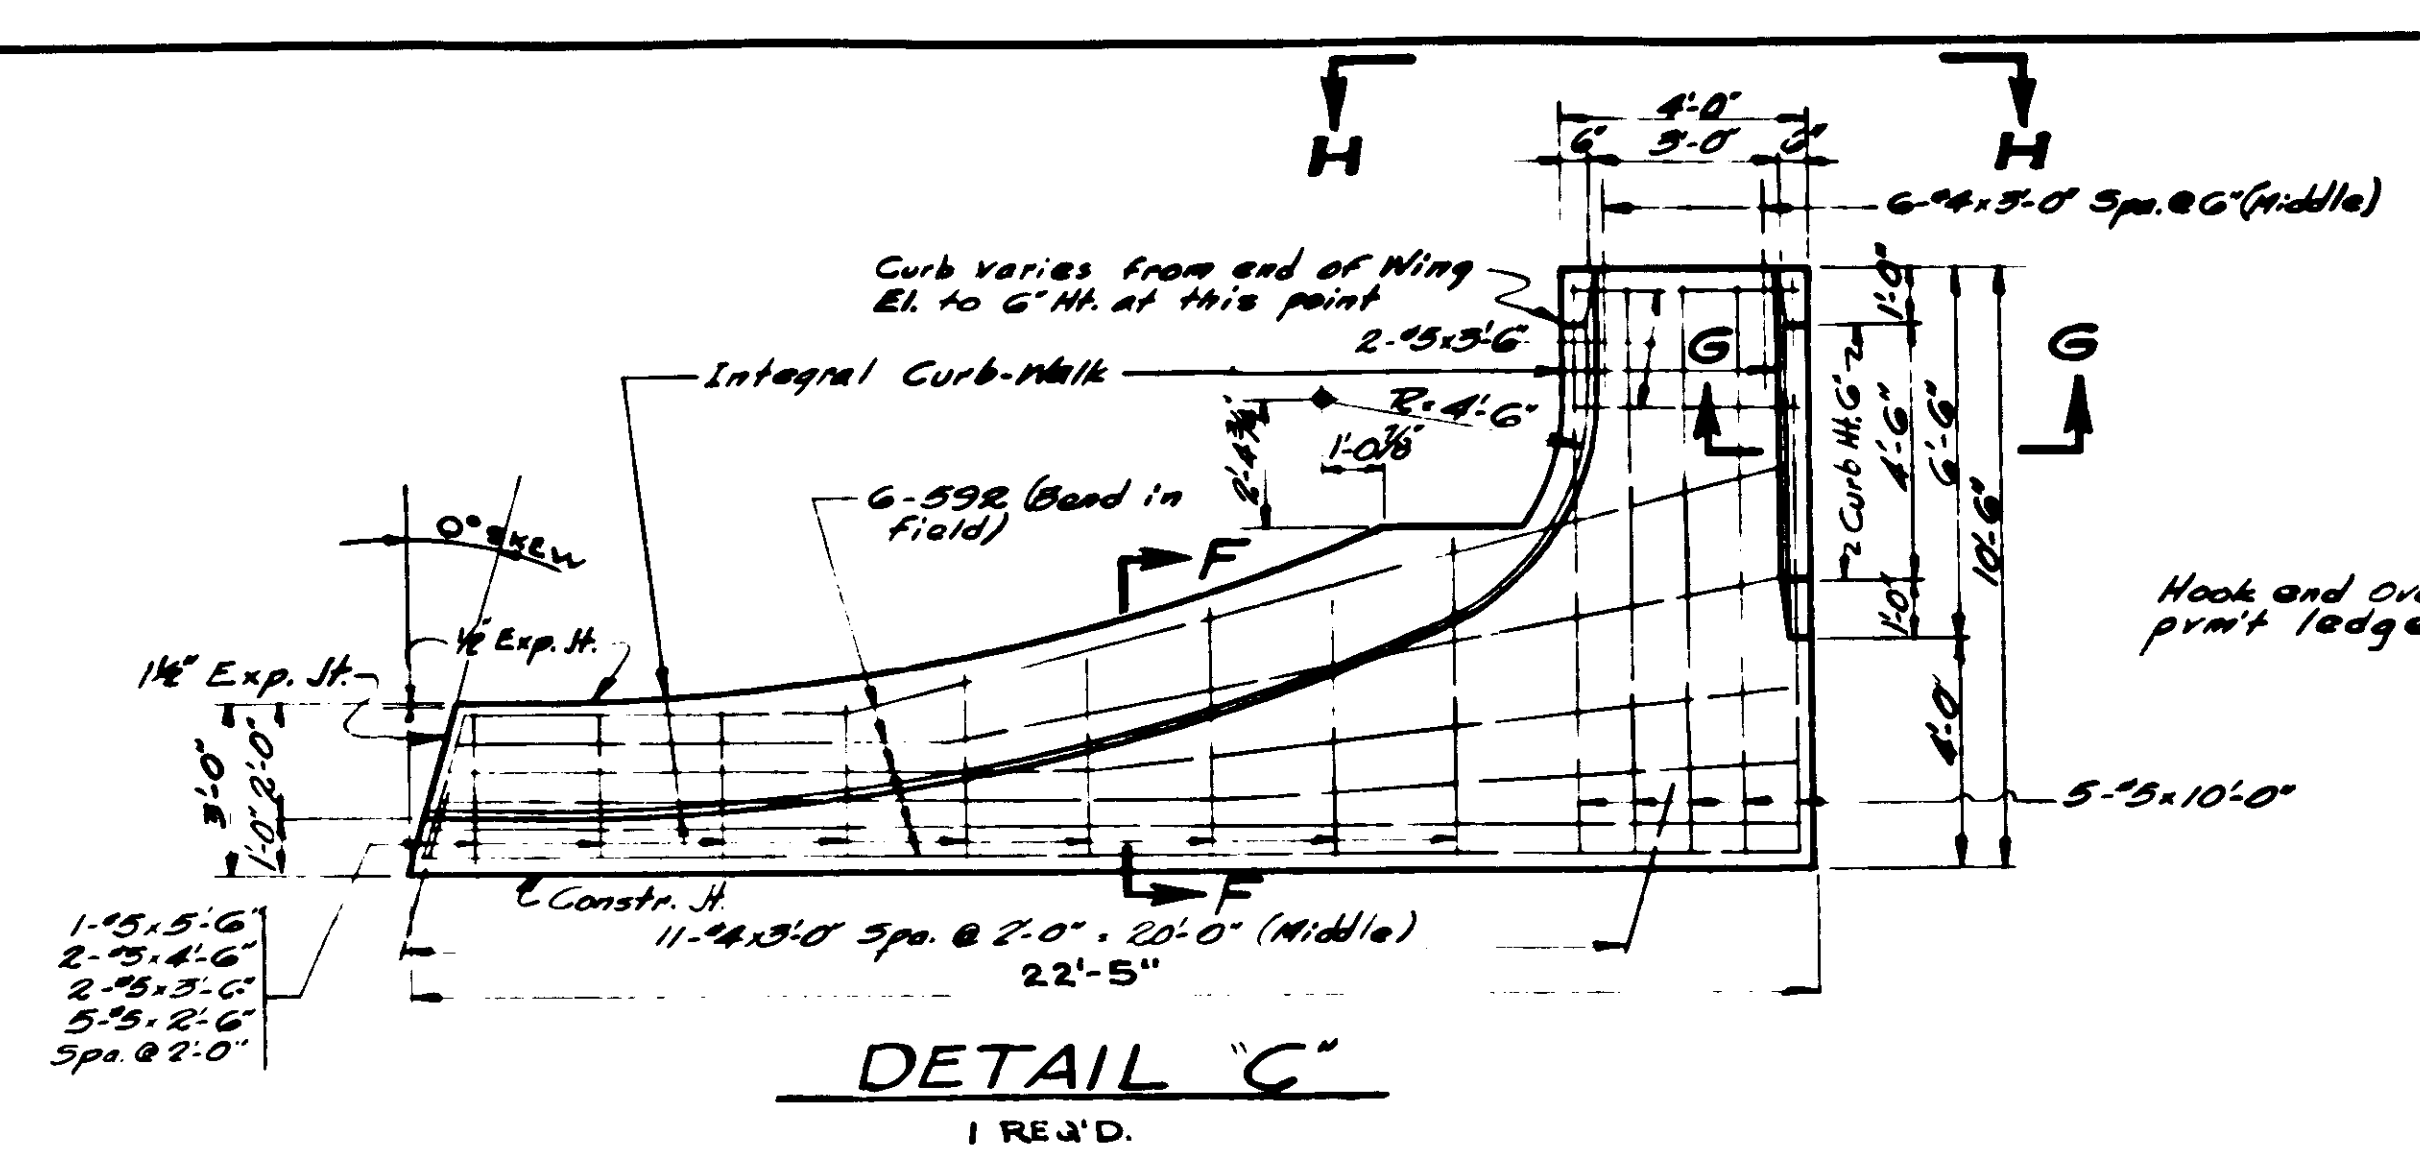 H
H
4'-0"
6"
3'-0"
6"
6-#4x3'-0" Spa.@6"(Middle)
Curb varies from end of Wing
El. to 6" Ht. at this point
2-#5x3'-6"
Integral Curb-Walk
R=4'-6"
1'-0⅞"
6-592 (Bend in
field)
0° Skew
½" Exp. Jt.
1½" Exp. Jt.
F
G
G
1'-0"
Curb Ht. 6"
4'-6"
6'-6"
1'-0"
10'-6"
4'-0"
Hook end
pvm't ledge
3'-0"
2'-0"
1'-0"
5-#5x10'-0"
Constr. Jt.
F
11-#4x3'-0" Spa. @ 2'-0" = 20'-0" (Middle)
22'-5"
1-#5x5'-6"
2-#5x4'-6"
2-#5x3'-6"
5-#5x2'-6"
Spa. @ 2'-0"
DETAIL "C"
1 REQ'D.